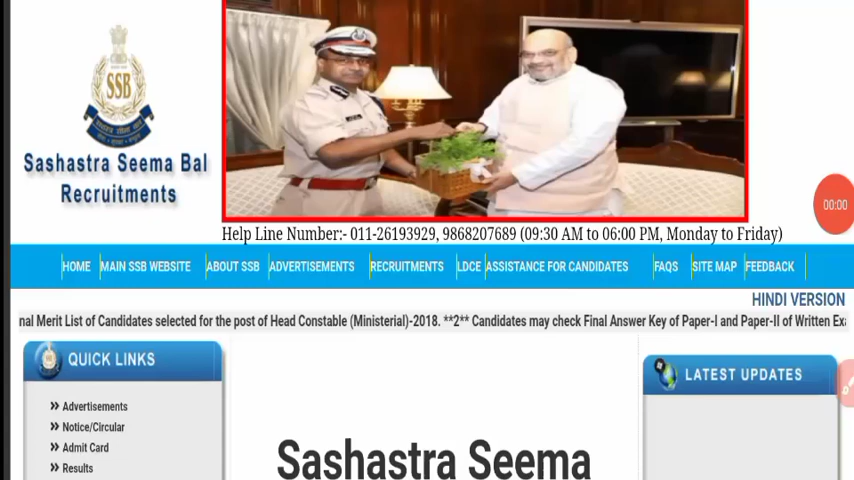 SSB
Sashastra Seema Bal
Recruitments
Help Line Number:- 011-26193929, 9868207689 (09:30 AM to 06:00 PM, Monday to Friday)
00:00
HOME MAIN SSB WEBSITE ABOUT SSB ADVERTISEMENTS RECRUITMENTS LDCE ASSISTANCE FOR CANDIDATES FAQS SITE MAP FEEDBACK
HINDI VERSION
nal Merit List of Candidates selected for the post of Head Constable (Ministerial)-2018. **2** Candidates may check Final Answer Key of Paper-I and Paper-II of Written Ex
QUICK LINKS
LATEST UPDATES
» Advertisements
» Notice/Circular
» Admit Card
» Results
Sashastra Seema